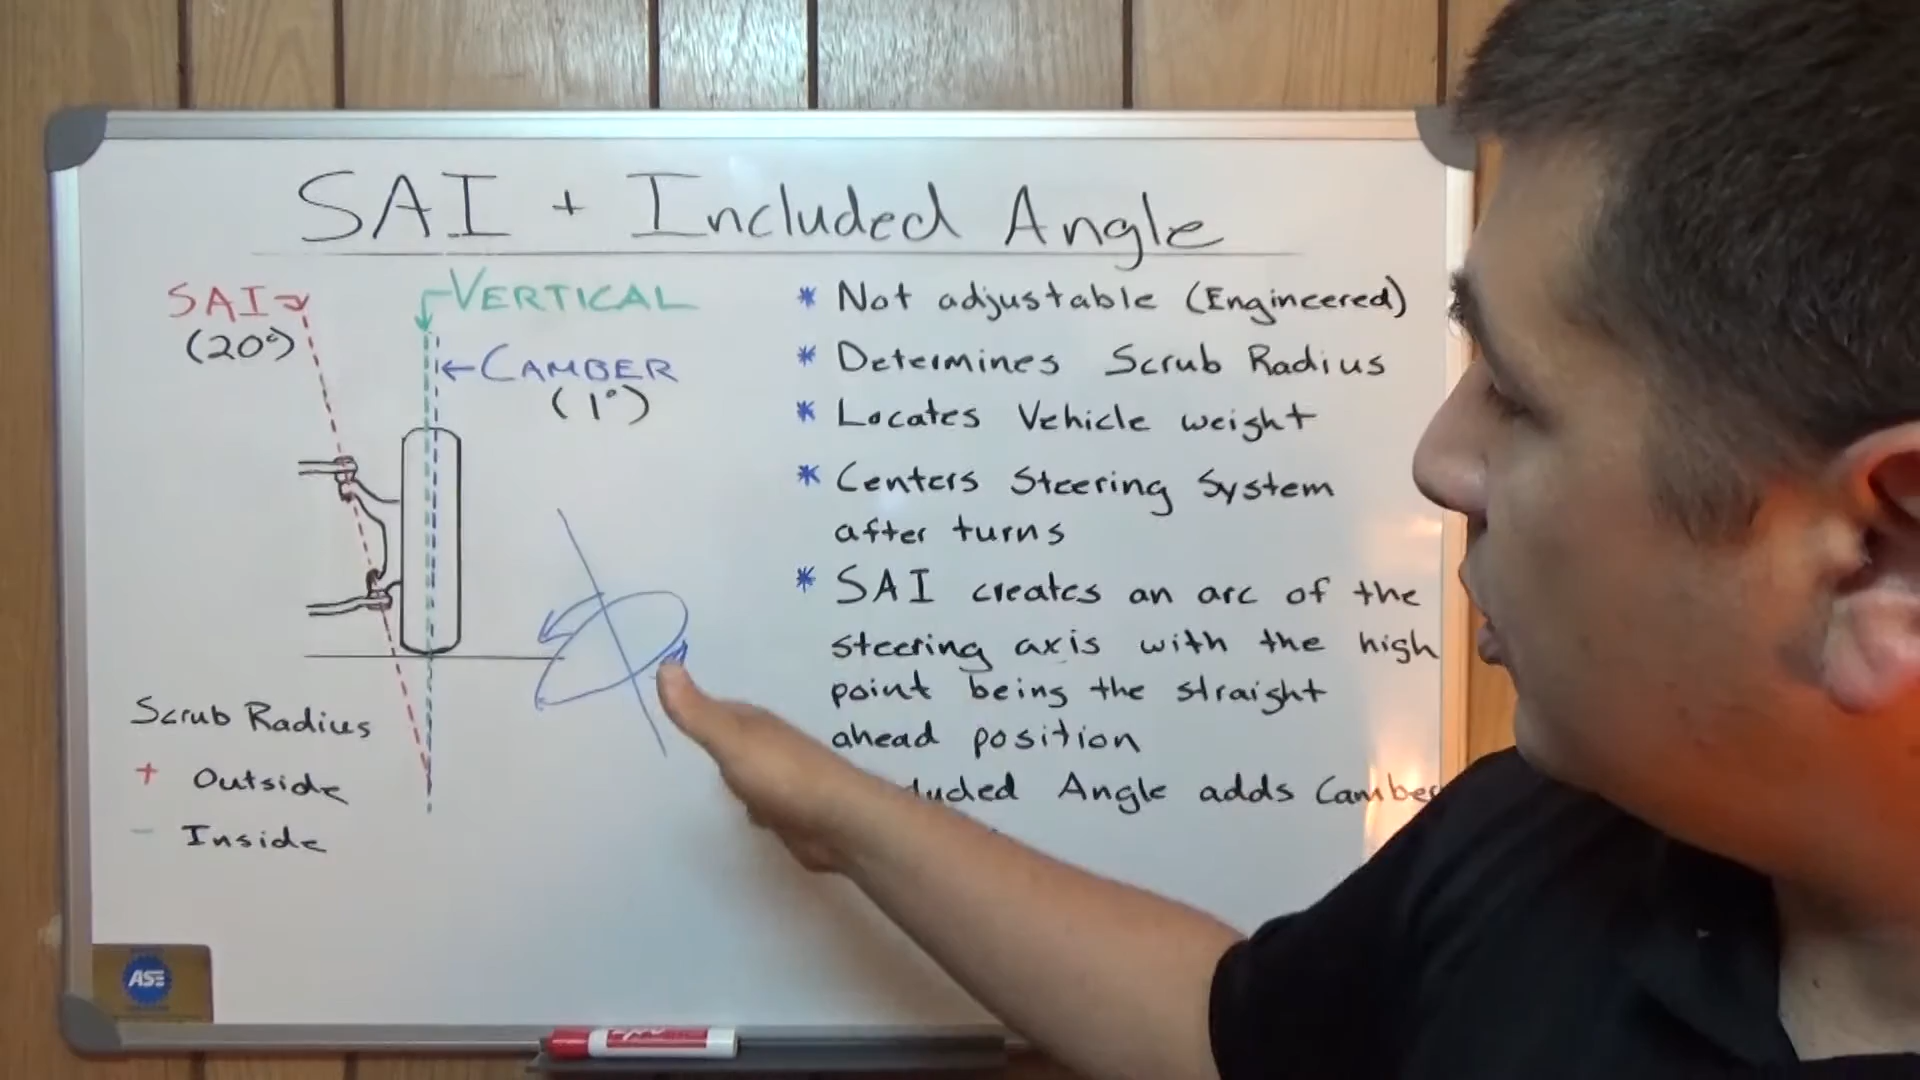 SAI + Included Angle
SAI
(20°)
VERTICAL
CAMBER
(1°)
* Not adjustable (Engineered)
* Determines Scrub Radius
* Locates Vehicle weight
* Centers Steering System
after turns
* SAI creates an arc of the
steering axis with the high
point being the straight
ahead position
Angle adds Camber
Scrub Radius
+ Outside
- Inside
ASE